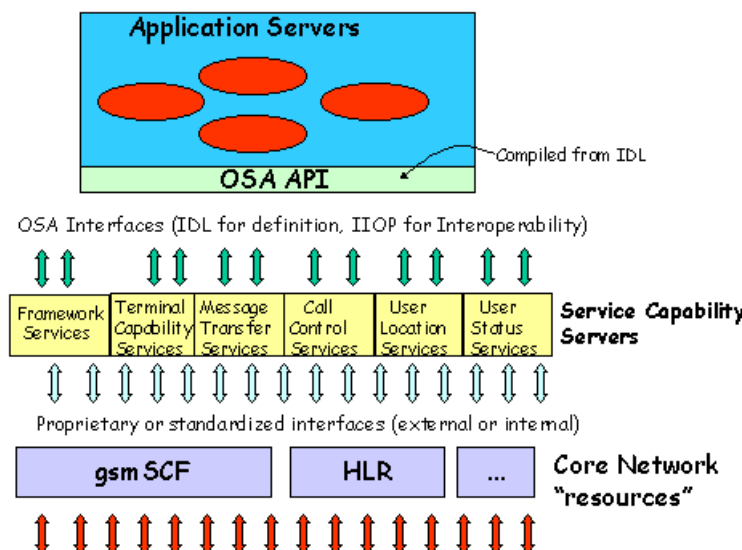 Application Servers
Compiled from IDL
OSA API
OSA Interfaces (IDL for definition, IIOP for Interoperability)
Framework
Services
Terminal
Capability
Services
Message
Transfer
Services
Call
Control
Services
User
Location
Services
User
Status
Services
Service Capability
Servers
Proprietary or standardized interfaces (external or internal)
gsm SCF
HLR
...
Core Network
“resources”